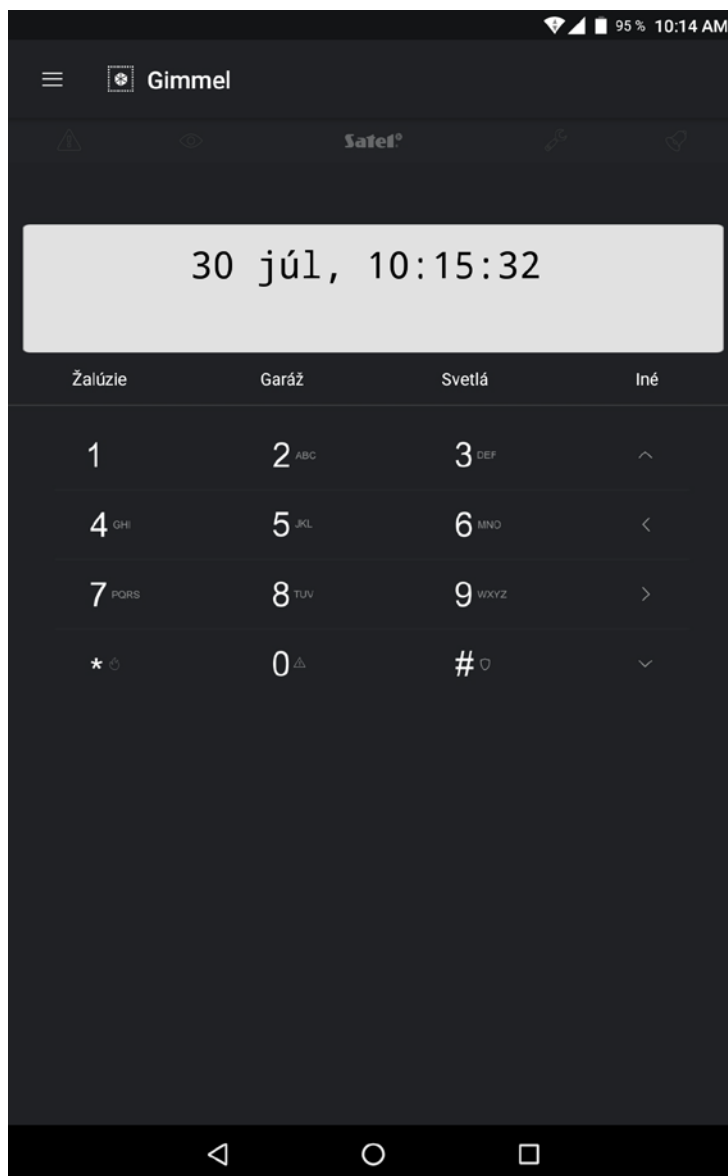 95 % 10:14 AM
Gimmel
Satel
30 júl, 10:15:32
Žalúzie Garáž Svetlá Iné
1 2 ABC 3 DEF
4 GHI 5 JKL 6 MNO
7 PQRS 8 TUV 9 WXYZ
* 0 #